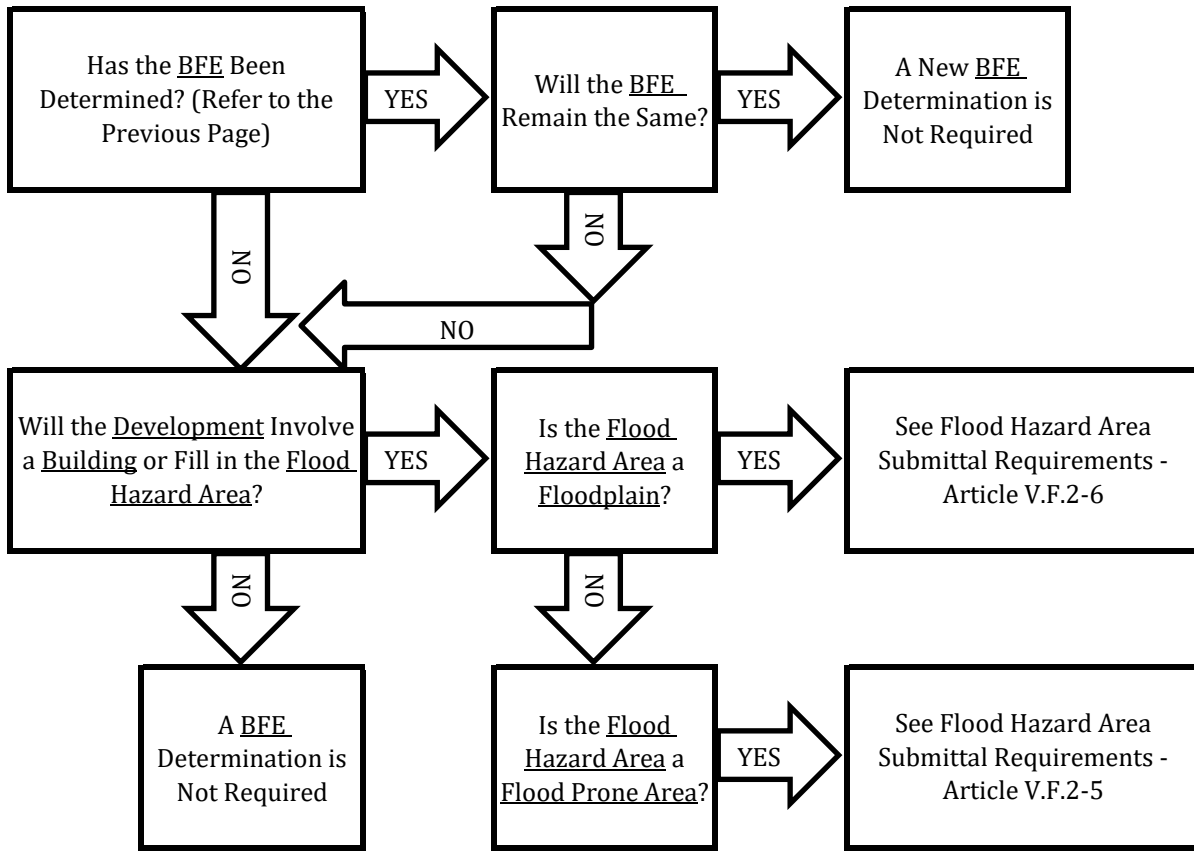 Has the BFE Been
Determined? (Refer to the
Previous Page)
YES
Will the BFE
Remain the Same?
YES
A New BFE
Determination is
Not Required
NO
NO
NO
Will the Development Involve
a Building or Fill in the Flood
Hazard Area?
YES
Is the Flood
Hazard Area a
Floodplain?
YES
See Flood Hazard Area
Submittal Requirements -
Article V.F.2-6
NO
NO
A BFE
Determination is
Not Required
Is the Flood
Hazard Area a
Flood Prone Area?
YES
See Flood Hazard Area
Submittal Requirements -
Article V.F.2-5